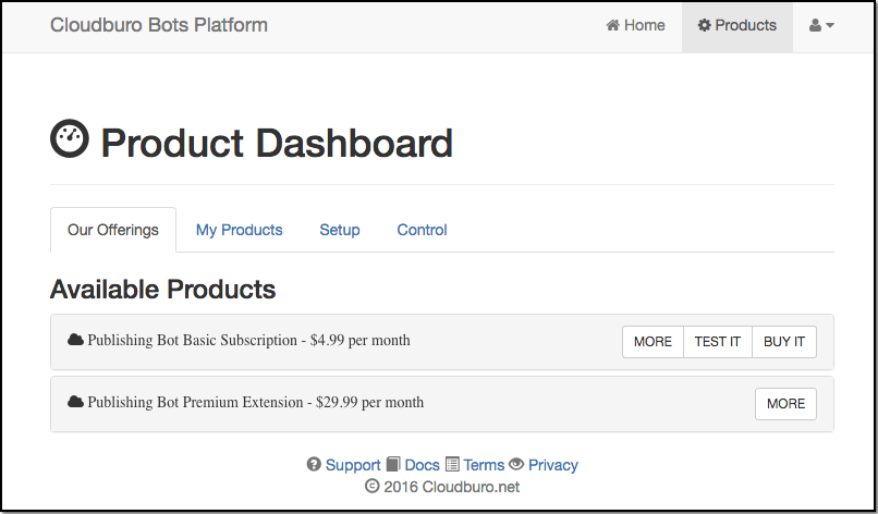 Cloudburo Bots Platform Home Products
Product Dashboard
Our Offerings My Products Setup Control
Available Products
Publishing Bot Basic Subscription - $4.99 per month MORE TEST IT BUY IT
Publishing Bot Premium Extension - $29.99 per month MORE
Support Docs Terms Privacy
© 2016 Cloudburo.net